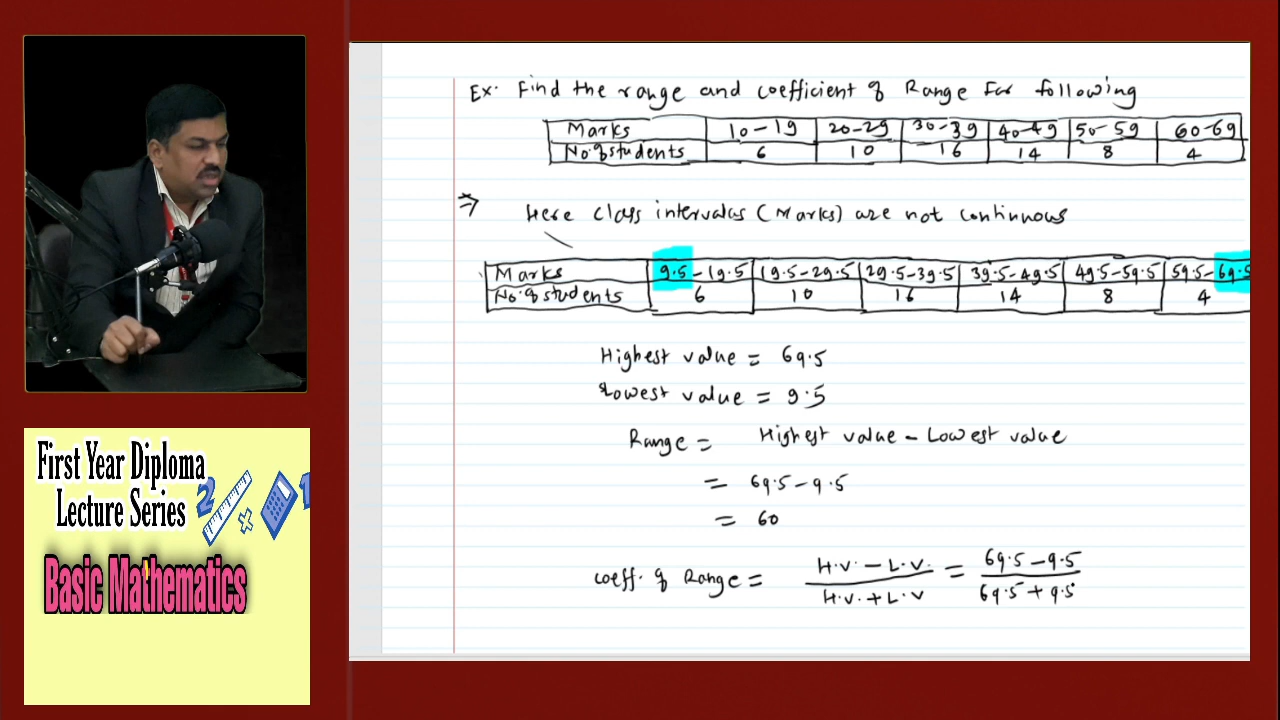 Ex. Find the range and coefficient of Range for following
Marks 10-19 20-29 30-39 40-49 50-59 60-69
No. of students 6 10 16 14 8 4
⇒ Here class intervalas (Marks) are not continuous
Marks 9.5-19.5 19.5-29.5 29.5-39.5 39.5-49.5 49.5-59.5 59.5-69.5
No. of students 6 10 16 14 8 4
Highest value = 69.5
Lowest value = 9.5
Range = Highest value - Lowest value
= 69.5-9.5
= 60
Coeff. of Range = H.V. - L.V. / H.V. + L.V = 69.5-9.5 / 69.5+9.5
First Year Diploma
Lecture Series
2
1
Basic Mathematics